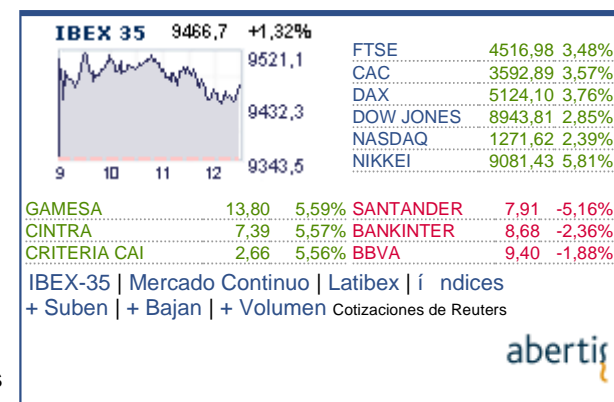 IBEX 35 9466,7 +1,32%
9521,1
9432,3
9343,5
9 10 11 12
FTSE 4516,98 3,48%
CAC 3592,89 3,57%
DAX 5124,10 3,76%
DOW JONES 8943,81 2,85%
NASDAQ 1271,62 2,39%
NIKKEI 9081,43 5,81%
GAMESA 13,80 5,59% SANTANDER 7,91 -5,16%
CINTRA 7,39 5,57% BANKINTER 8,68 -2,36%
CRITERIA CAI 2,66 5,56% BBVA 9,40 -1,88%
IBEX-35 | Mercado Continuo | Latibex | í ndices
+ Suben | + Bajan | + Volumen Cotizaciones de Reuters
abertis
s